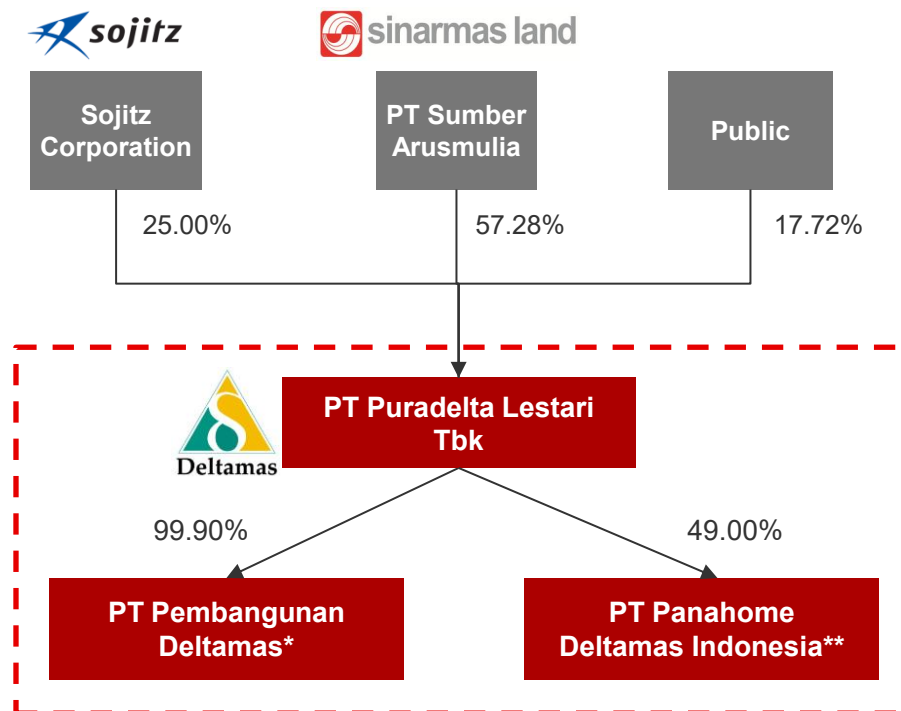 sojitz
sinarmas land
Sojitz
Corporation
PT Sumber
Arusmulia
Public
25.00%
57.28%
17.72%
PT Puradelta Lestari
Tbk
Deltamas
99.90%
49.00%
PT Pembangunan
Deltamas*
PT Panahome
Deltamas Indonesia**